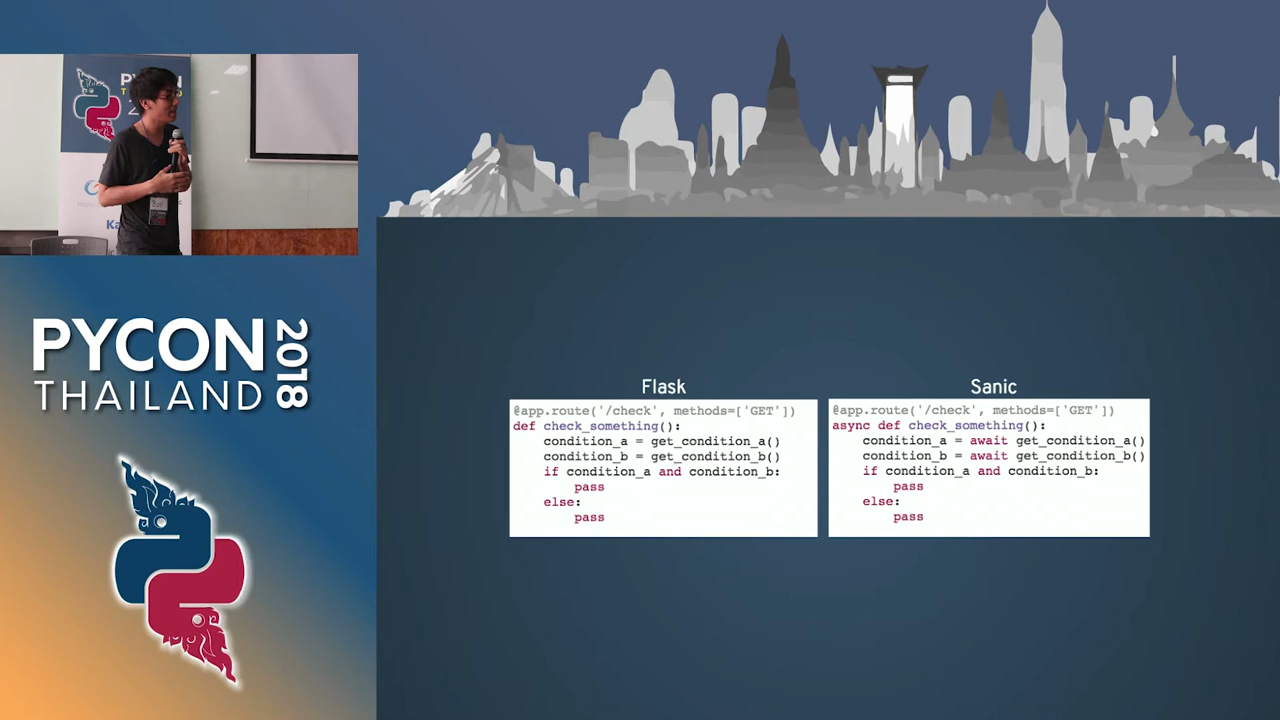 PYCON
2018
THAILAND
Flask
@app.route('/check', methods=['GET'])
def check_something():
    condition_a = get_condition_a()
    condition_b = get_condition_b()
    if condition_a and condition_b:
        pass
    else:
        pass
Sanic
@app.route('/check', methods=['GET'])
async def check_something():
    condition_a = await get_condition_a()
    condition_b = await get_condition_b()
    if condition_a and condition_b:
        pass
    else:
        pass